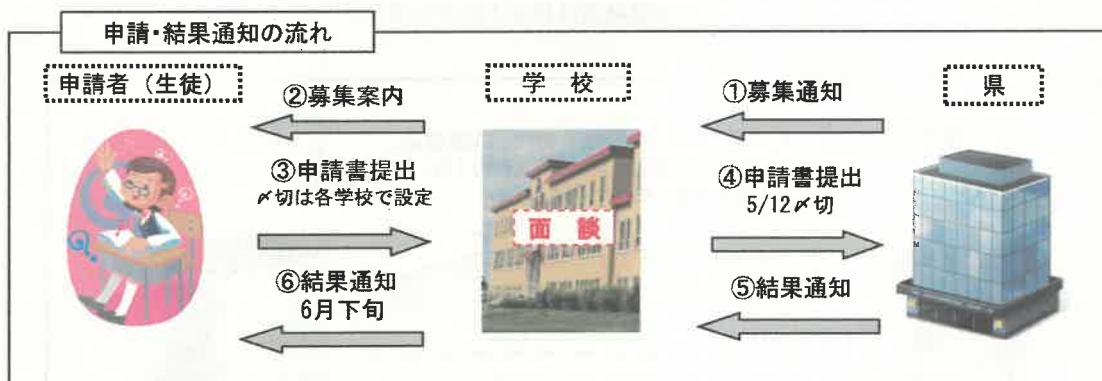 申請・結果通知の流れ
申請者（生徒）
学 校
県
②募集案内
①募集通知
③申請書提出
〆切は各学校で設定
④申請書提出
5/12〆切
面 談
⑥結果通知
6月下旬
⑤結果通知